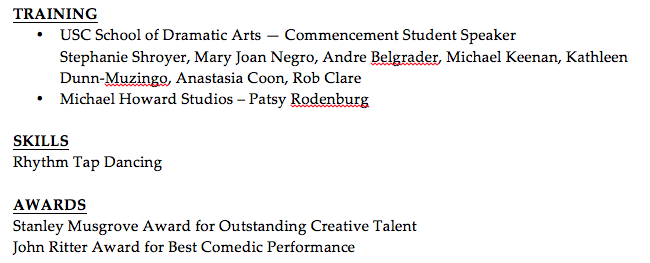 TRAINING
• USC School of Dramatic Arts — Commencement Student Speaker
Stephanie Shroyer, Mary Joan Negro, Andre Belgrader, Michael Keenan, Kathleen
Dunn-Muzingo, Anastasia Coon, Rob Clare
• Michael Howard Studios – Patsy Rodenburg
SKILLS
Rhythm Tap Dancing
AWARDS
Stanley Musgrove Award for Outstanding Creative Talent
John Ritter Award for Best Comedic Performance